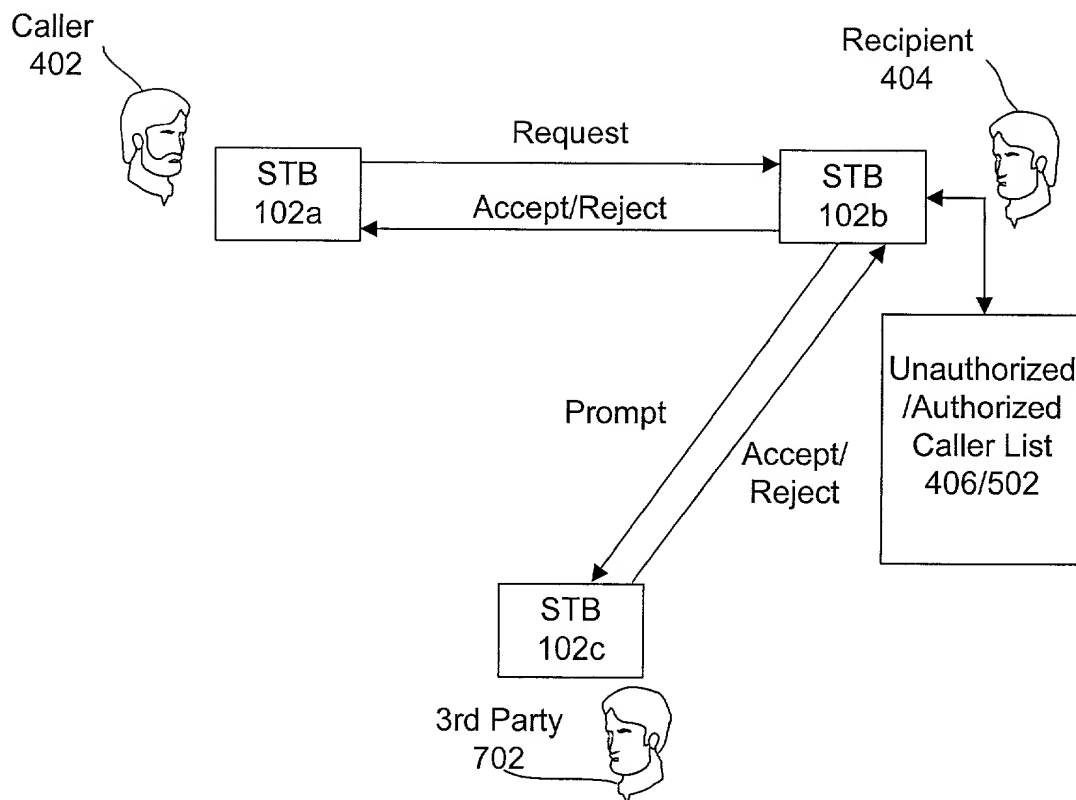 Caller
402
Recipient
404
Request
STB
102a
Accept/Reject
STB
102b
Unauthorized
/Authorized
Caller List
406/502
Prompt
Accept/
Reject
STB
102c
3rd Party
702